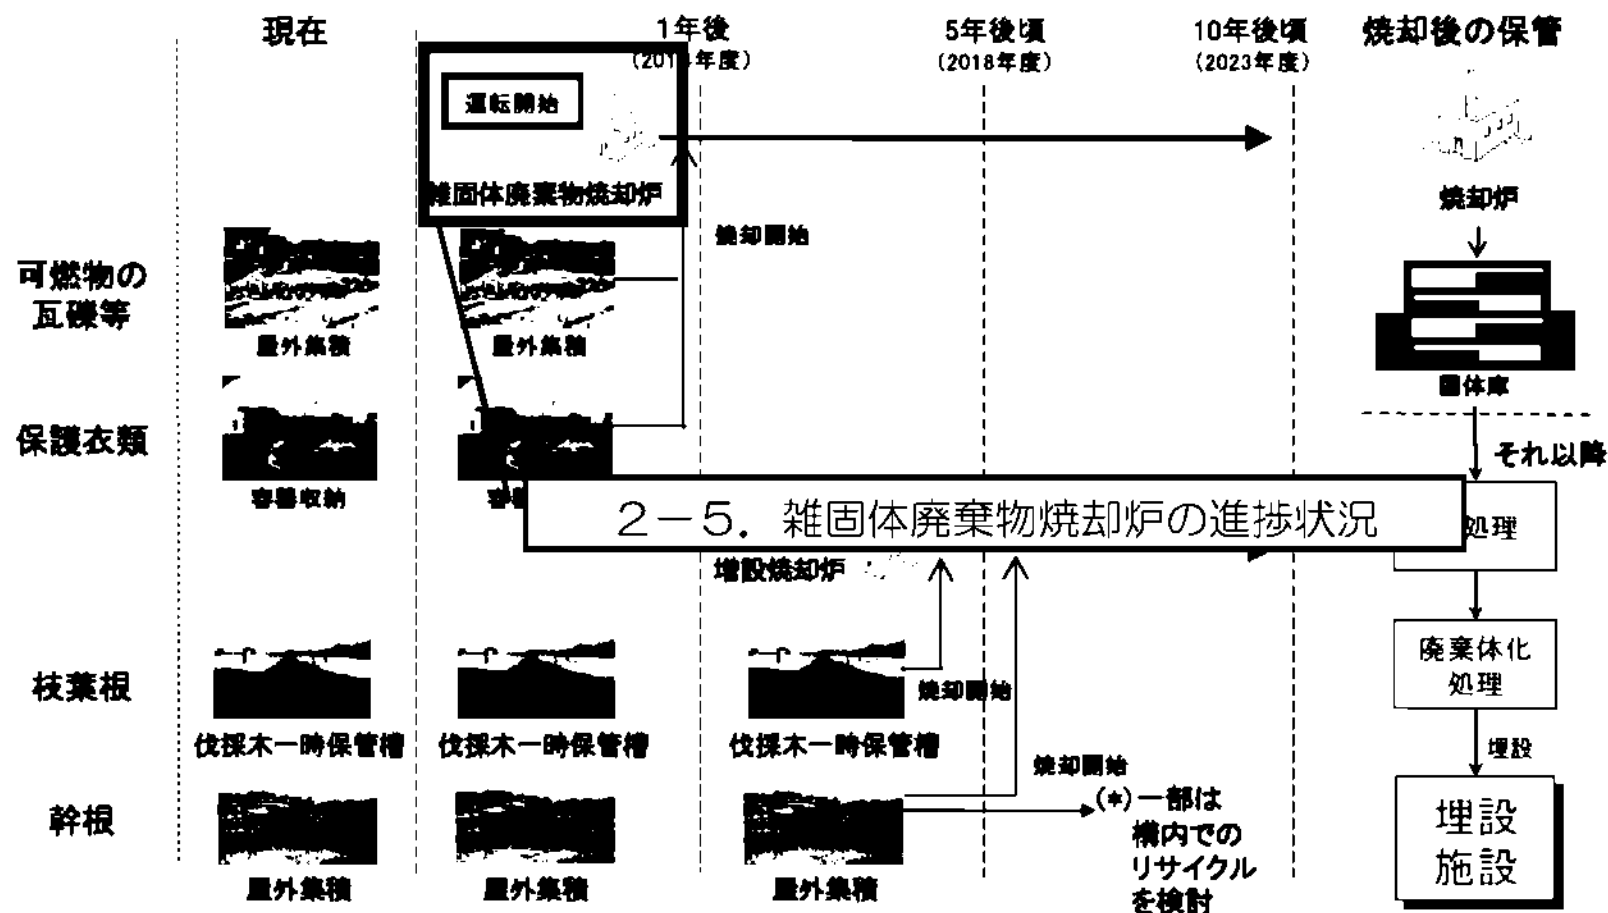 現在
1年後
年度)
5年後頃
(2018年度)
10年後頃
(2023年度)
焼却後の保管
運転開始
雑固体廃棄物焼却炉
焼却炉
焼却開始
可燃物の
瓦礫等
屋外集積
屋外集積
固体庫
保護衣類
容器収納
それ以降
2-5. 雑固体廃棄物焼却炉の進捗状況
処理
増設焼却炉
廃棄体化
処理
枝葉根
焼却開始
伐採木一時保管槽
伐採木一時保管槽
伐採木一時保管槽
埋設
焼却開始
幹根
(*)一部は
構内での
リサイクル
を検討
埋設
施設
屋外集積
屋外集積
屋外集積